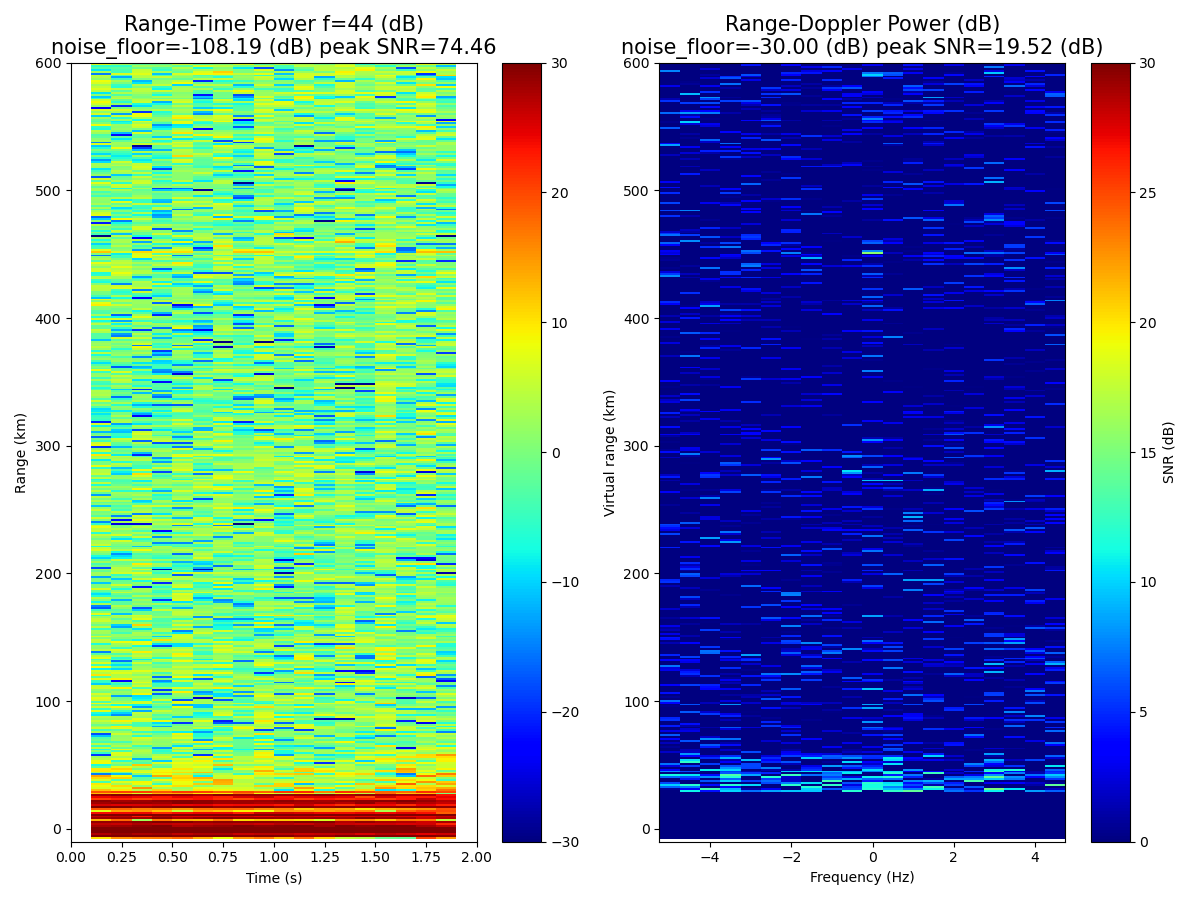 Range-Time Power f=44 (dB)
noise_floor=-108.19 (dB) peak SNR=74.46
Range-Doppler Power (dB)
noise_floor=-30.00 (dB) peak SNR=19.52 (dB)
600
500
400
300
200
100
0
Range (km)
0.00 0.25 0.50 0.75 1.00 1.25 1.50 1.75 2.00
Time (s)
30
20
10
0
−10
−20
−30
600
500
400
300
200
100
0
Virtual range (km)
−4 −2 0 2 4
Frequency (Hz)
30
25
20
15
10
5
0
SNR (dB)